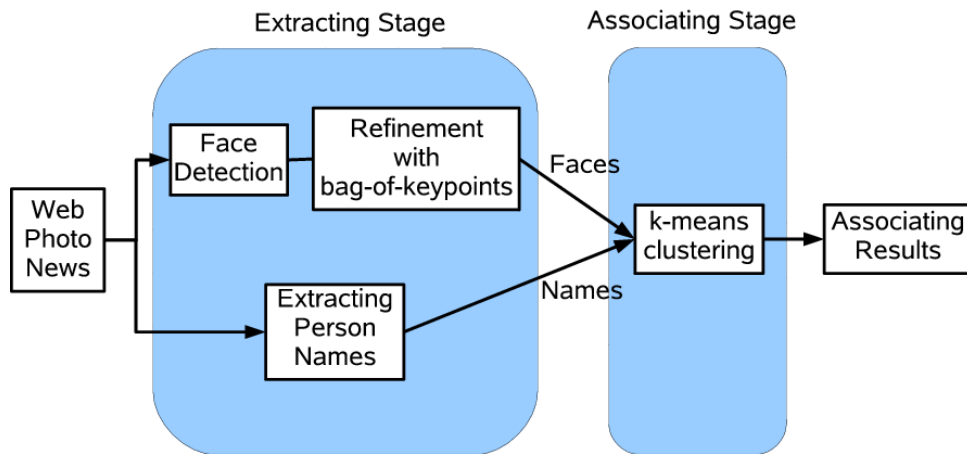 Extracting Stage
Associating Stage
Face
Detection
Refinement
with
bag-of-keypoints
Faces
Web
Photo
News
k-means
clustering
Associating
Results
Extracting
Person
Names
Names